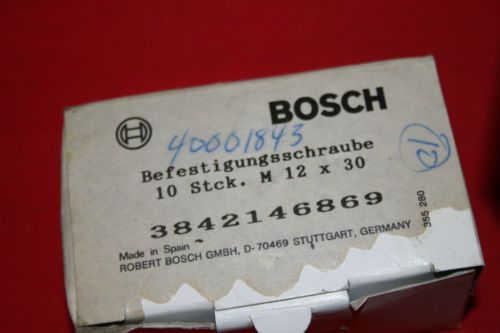 BOSCH
40001843
Befestigungsschraube
10 Stck. M 12 x 30
3842146869
Made in Spain
ROBERT BOSCH GMBH, D-70469 STUTTGART, GERMANY
355 280